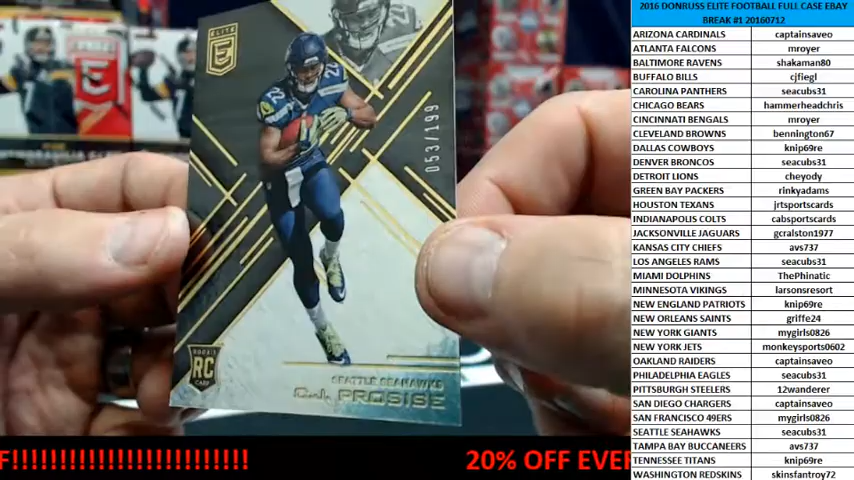 ELITE
E
22
053/199
ROOKIE
RC
CARD
SEATTLE SEAHAWKS
C.J. PROSISE
F!!!!!!!!!!!!!!!!!!!!!!!!!!!
20% OFF EVE
2016 DONRUSS ELITE FOOTBALL FULL CASE EBAY
BREAK #1 20160712
ARIZONA CARDINALS captainsaveo
ATLANTA FALCONS mroyer
BALTIMORE RAVENS shakaman80
BUFFALO BILLS cjfiegl
CAROLINA PANTHERS seacubs31
CHICAGO BEARS hammerheadchris
CINCINNATI BENGALS mroyer
CLEVELAND BROWNS bennington67
DALLAS COWBOYS knip69re
DENVER BRONCOS seacubs31
DETROIT LIONS cheyody
GREEN BAY PACKERS rinkyadams
HOUSTON TEXANS jrtsportscards
INDIANAPOLIS COLTS cabsportscards
JACKSONVILLE JAGUARS gcralston1977
KANSAS CITY CHIEFS avs737
LOS ANGELES RAMS seacubs31
MIAMI DOLPHINS ThePhinatic
MINNESOTA VIKINGS larsonsresort
NEW ENGLAND PATRIOTS knip69re
NEW ORLEANS SAINTS griffe24
NEW YORK GIANTS mygirls0826
NEW YORK JETS monkeysports0602
OAKLAND RAIDERS captainsaveo
PHILADELPHIA EAGLES seacubs31
PITTSBURGH STEELERS 12wanderer
SAN DIEGO CHARGERS captainsaveo
SAN FRANCISCO 49ERS mygirls0826
SEATTLE SEAHAWKS seacubs31
TAMPA BAY BUCCANEERS avs737
TENNESSEE TITANS knip69re
WASHINGTON REDSKINS skinsfantroy72